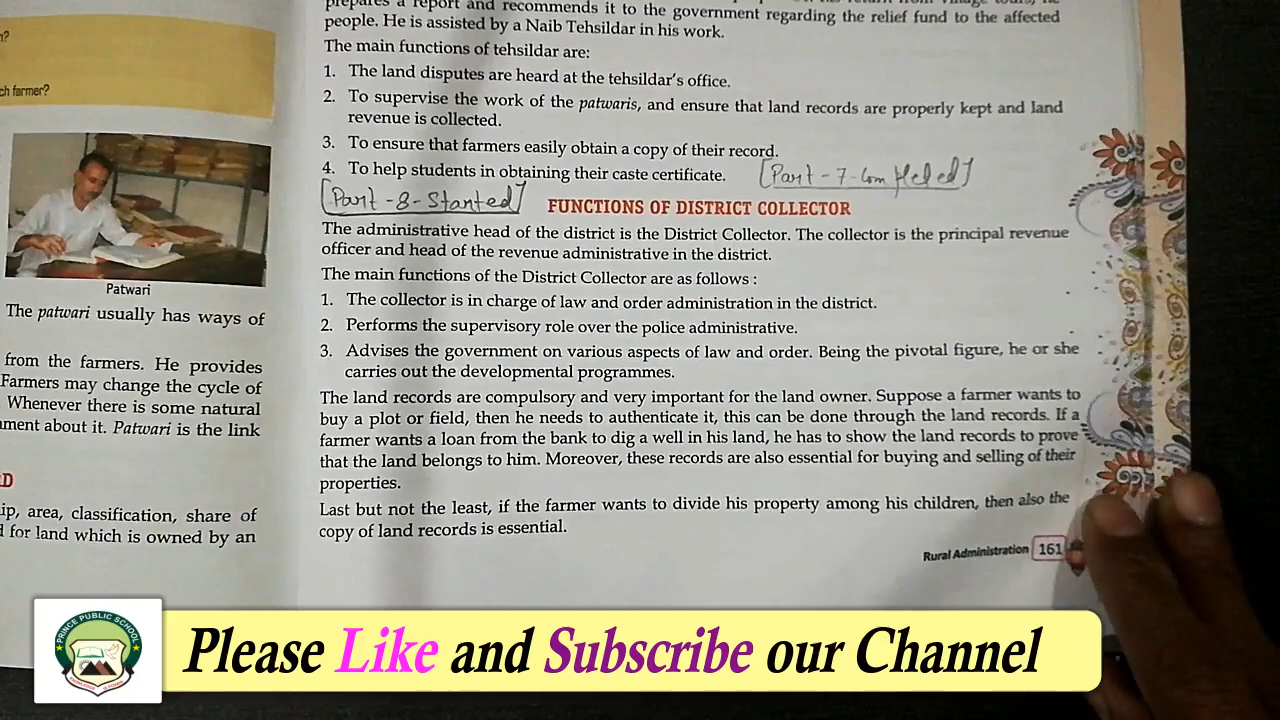 n?
ch farmer?
Patwari
The patwari usually has ways of
from the farmers. He provides
Farmers may change the cycle of
Whenever there is some natural
ment about it. Patwari is the link
D
ip, area, classification, share of
d for land which is owned by an
prepares a report and recommends it to the government regarding the relief fund to the affected
people. He is assisted by a Naib Tehsildar in his work.
The main functions of tehsildar are:
1. The land disputes are heard at the tehsildar's office.
2. To supervise the work of the patwaris, and ensure that land records are properly kept and land
revenue is collected.
3. To ensure that farmers easily obtain a copy of their record.
4. To help students in obtaining their caste certificate. [Part-7-Completed]
[Part-8-Started] FUNCTIONS OF DISTRICT COLLECTOR
The administrative head of the district is the District Collector. The collector is the principal revenue
officer and head of the revenue administrative in the district.
The main functions of the District Collector are as follows :
1. The collector is in charge of law and order administration in the district.
2. Performs the supervisory role over the police administrative.
3. Advises the government on various aspects of law and order. Being the pivotal figure, he or she
carries out the developmental programmes.
The land records are compulsory and very important for the land owner. Suppose a farmer wants to
buy a plot or field, then he needs to authenticate it, this can be done through the land records. If a
farmer wants a loan from the bank to dig a well in his land, he has to show the land records to prove
that the land belongs to him. Moreover, these records are also essential for buying and selling of their
properties.
Last but not the least, if the farmer wants to divide his property among his children, then also the
copy of land records is essential.
Rural Administration 161
PRINCE PUBLIC SCHOOL
Please Like and Subscribe our Channel